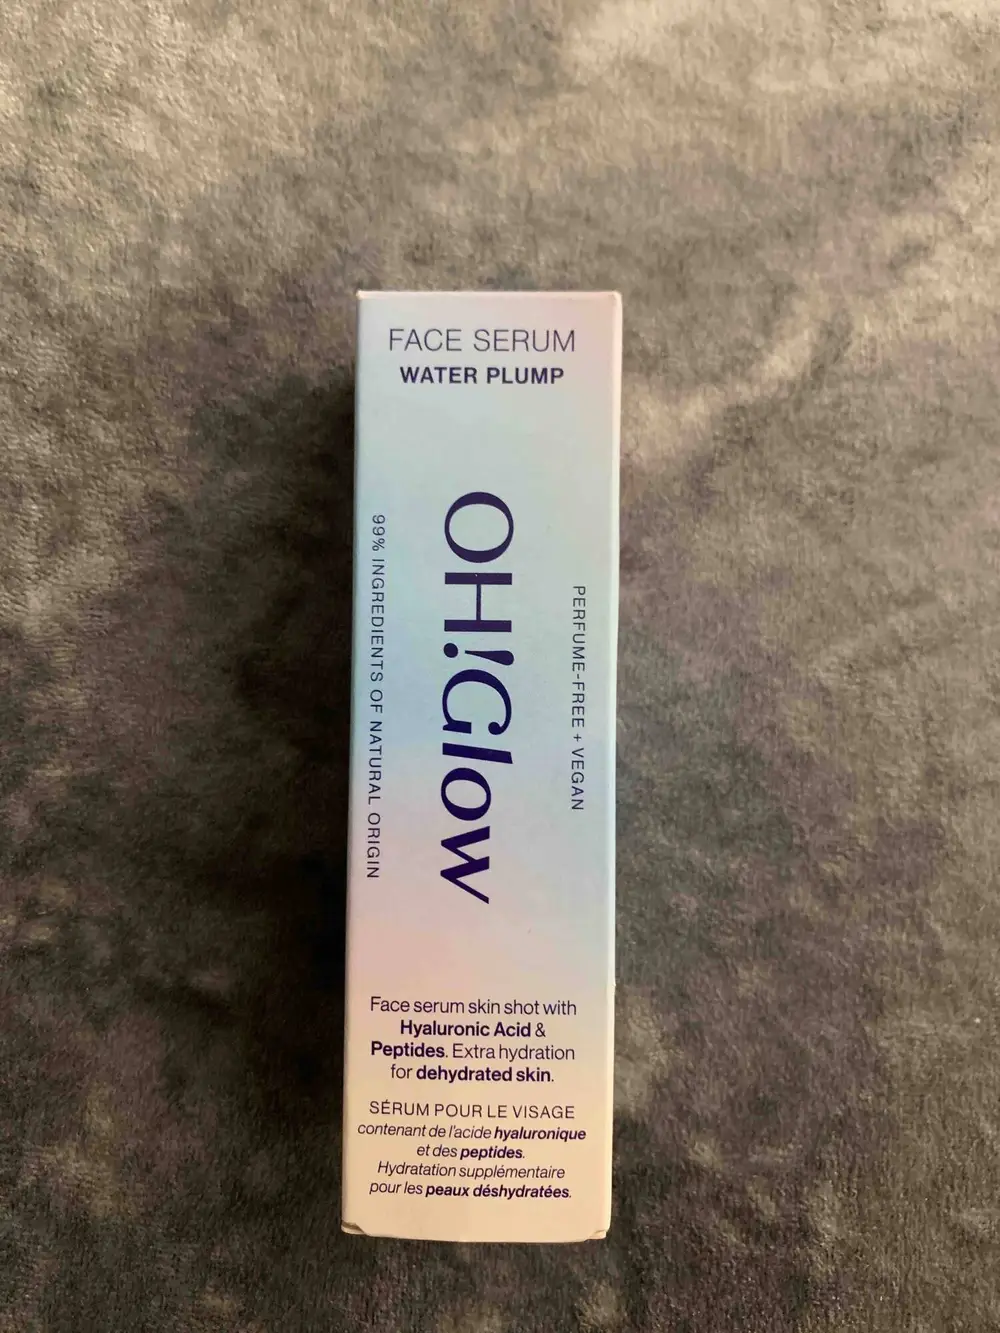 FACE SERUM
WATER PLUMP
OH!Glow
99% INGREDIENTS OF NATURAL ORIGIN
PERFUME-FREE + VEGAN
Face serum skin shot with
Hyaluronic Acid &
Peptides. Extra hydration
for dehydrated skin.
SÉRUM POUR LE VISAGE
contenant de l'acide hyaluronique
et des peptides.
Hydratation supplémentaire
pour les peaux déshydratées.